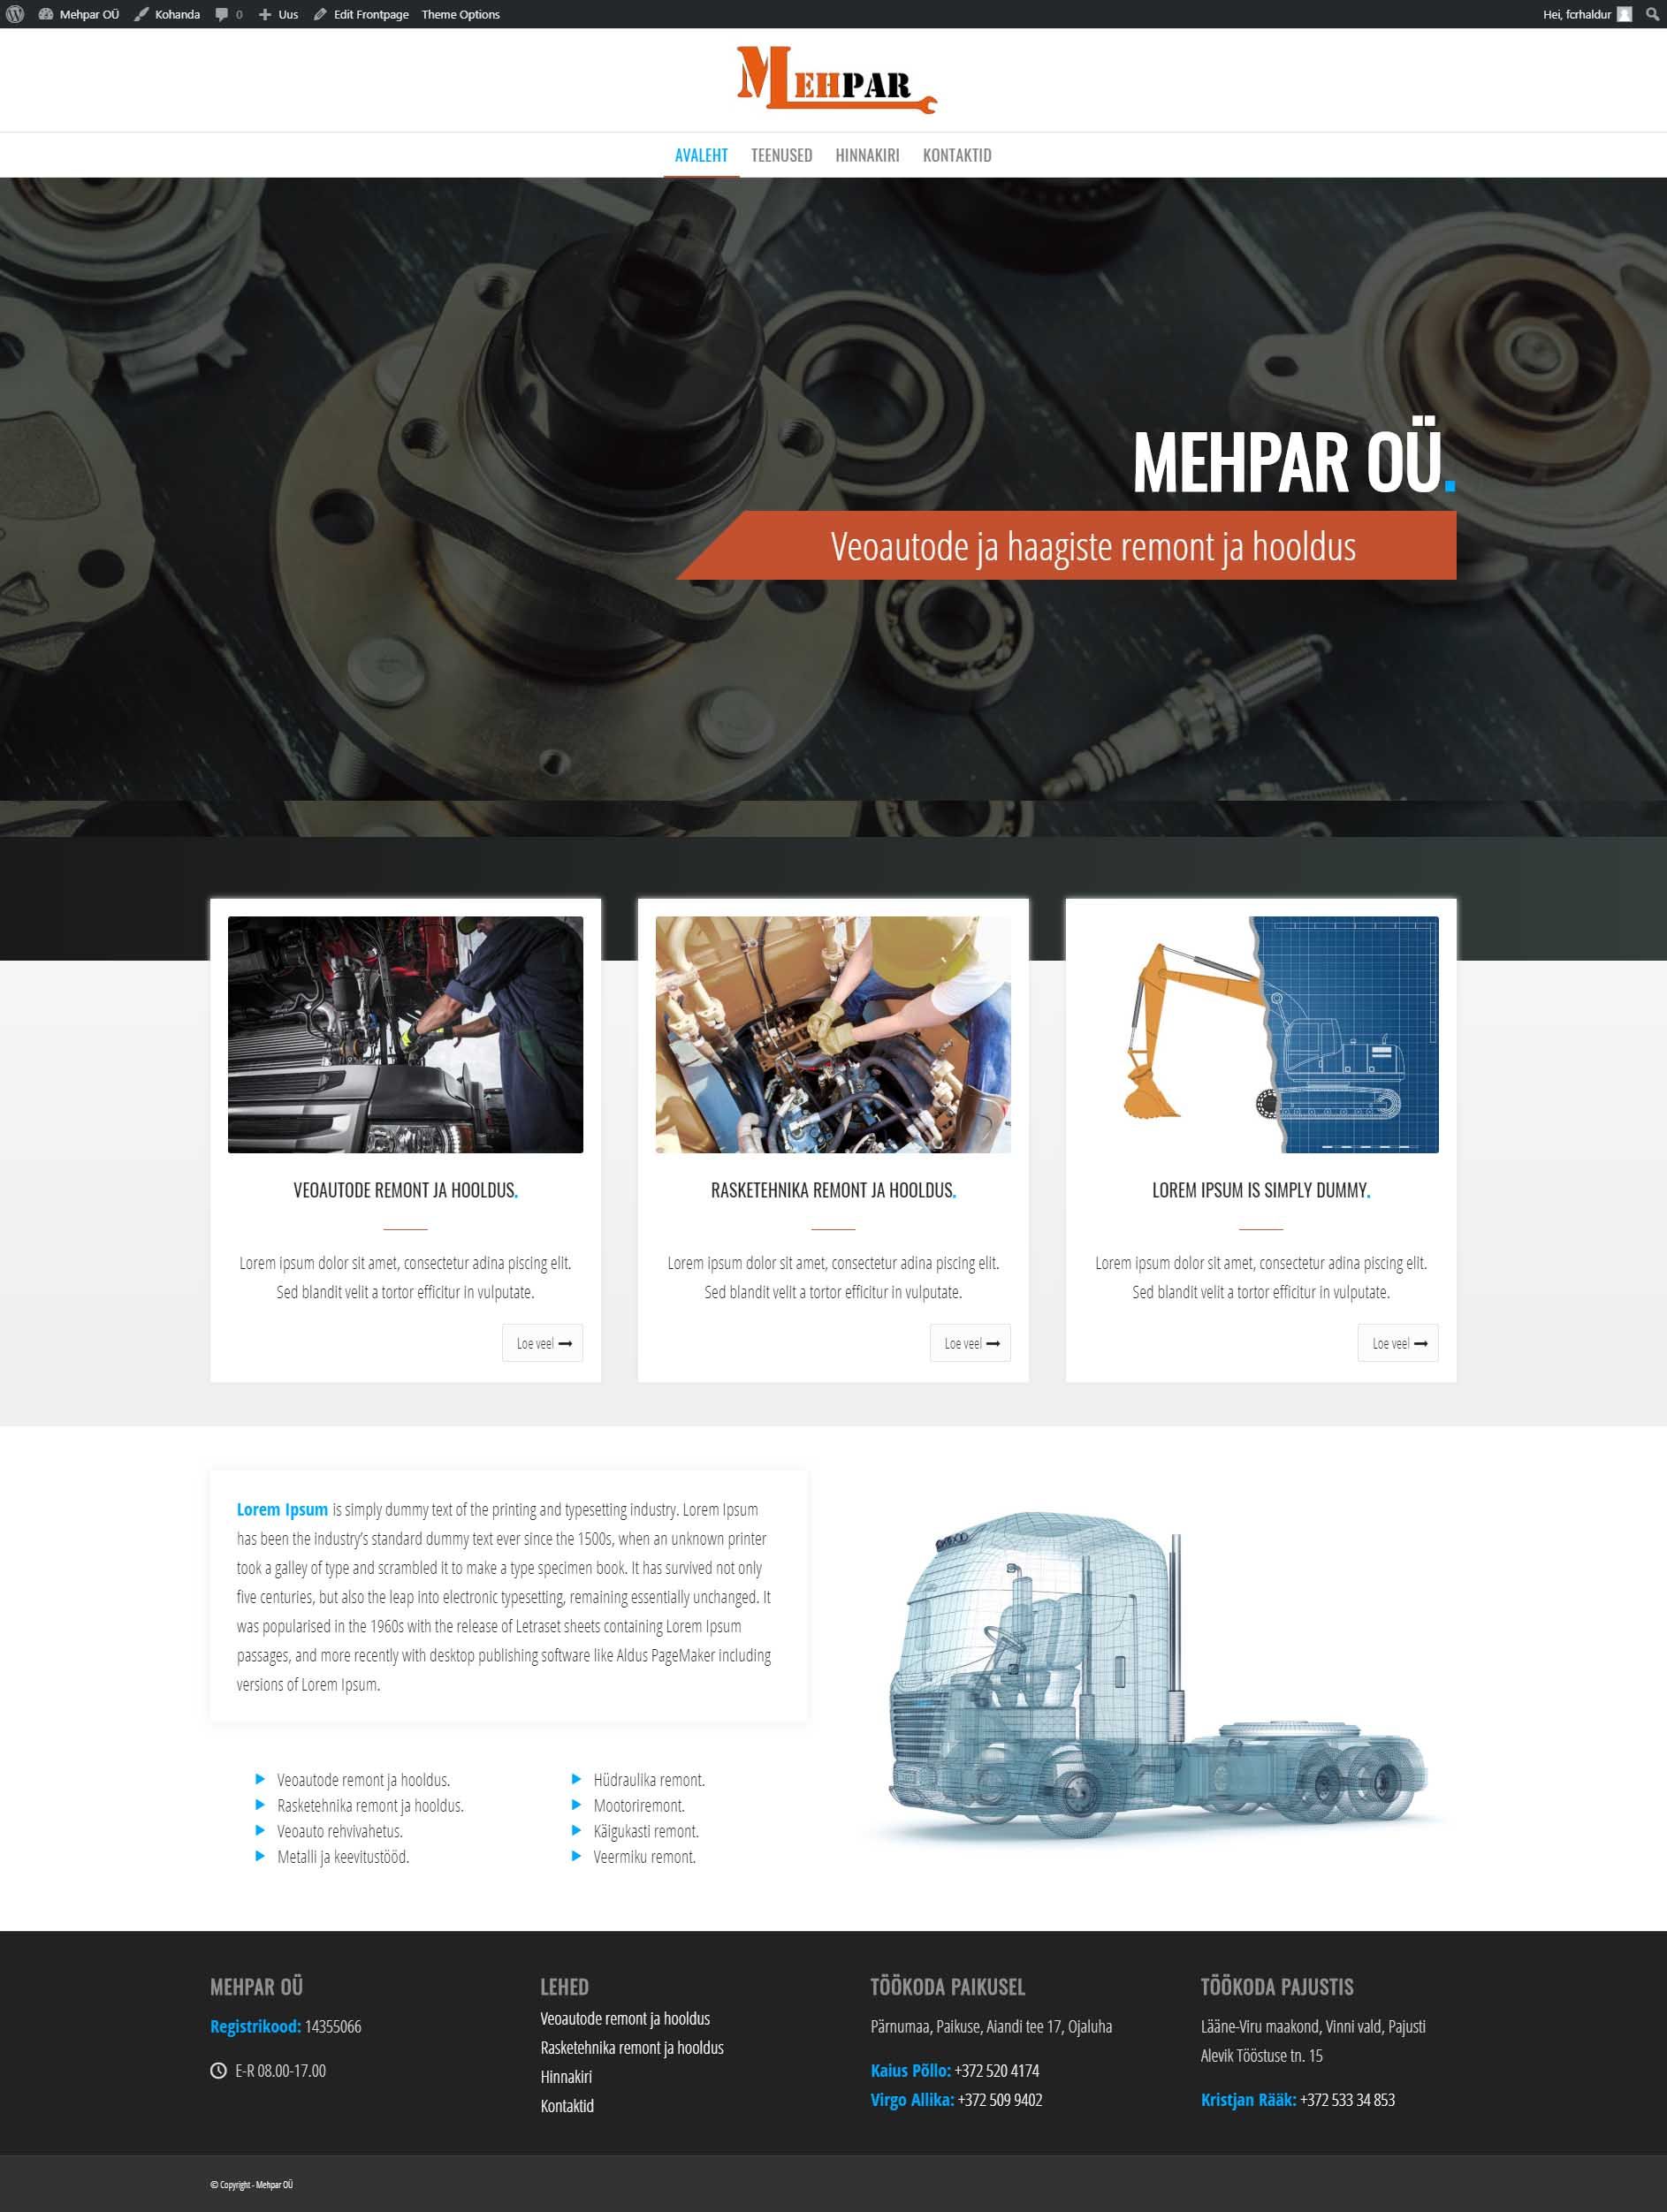 Mehpar OÜ Kohanda 0 Uus Edit Frontpage Theme Options Hei, fcrhaldur
MEHPAR
AVALEHT TEENUSED HINNAKIRI KONTAKTID
MEHPAR OÜ.
Veoautode ja haagiste remont ja hooldus
VEOAUTODE REMONT JA HOOLDUS.
Lorem ipsum dolor sit amet, consectetur adina piscing elit.
Sed blandit velit a tortor efficitur in vulputate.
Loe veel
RASKETEHNIKA REMONT JA HOOLDUS.
Lorem ipsum dolor sit amet, consectetur adina piscing elit.
Sed blandit velit a tortor efficitur in vulputate.
Loe veel
LOREM IPSUM IS SIMPLY DUMMY.
Lorem ipsum dolor sit amet, consectetur adina piscing elit.
Sed blandit velit a tortor efficitur in vulputate.
Loe veel
Lorem Ipsum is simply dummy text of the printing and typesetting industry. Lorem Ipsum
has been the industry's standard dummy text ever since the 1500s, when an unknown printer
took a galley of type and scrambled it to make a type specimen book. It has survived not only
five centuries, but also the leap into electronic typesetting, remaining essentially unchanged. It
was popularised in the 1960s with the release of Letraset sheets containing Lorem Ipsum
passages, and more recently with desktop publishing software like Aldus PageMaker including
versions of Lorem Ipsum.
Veoautode remont ja hooldus.
Rasketehnika remont ja hooldus.
Veoauto rehvivahetus.
Metalli ja keevitustööd.
Hüdraulika remont.
Mootoriremont.
Käigukasti remont.
Veermiku remont.
MEHPAR OÜ
Registrikood: 14355066
E-R 08.00-17.00
LEHED
Veoautode remont ja hooldus
Rasketehnika remont ja hooldus
Hinnakiri
Kontaktid
TÖÖKODA PAIKUSEL
Pärnumaa, Paikuse, Aiandi tee 17, Ojaluha
Kaius Põllo: +372 520 4174
Virgo Allika: +372 509 9402
TÖÖKODA PAJUSTIS
Lääne-Viru maakond, Vinni vald, Pajusti
Alevik Tööstuse tn. 15
Kristjan Rääk: +372 533 34 853
© Copyright - Mehpar OÜ